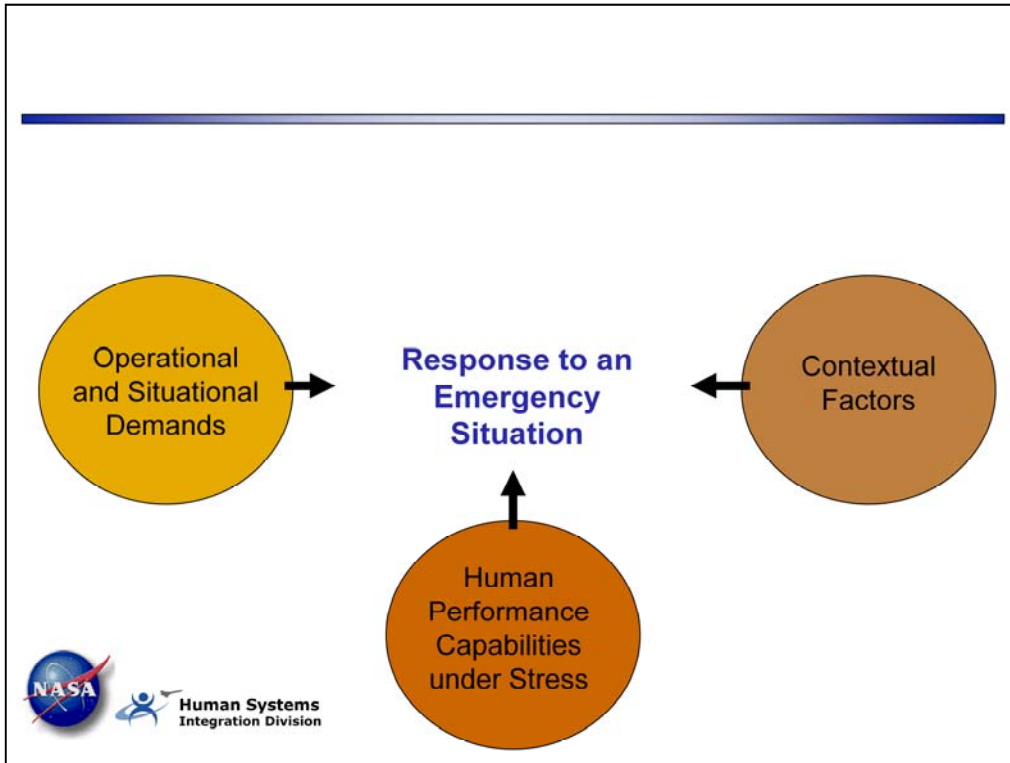 Operational
and Situational
Demands
Response to an
Emergency
Situation
Contextual
Factors
Human
Performance
Capabilities
under Stress
NASA
Human Systems
Integration Division